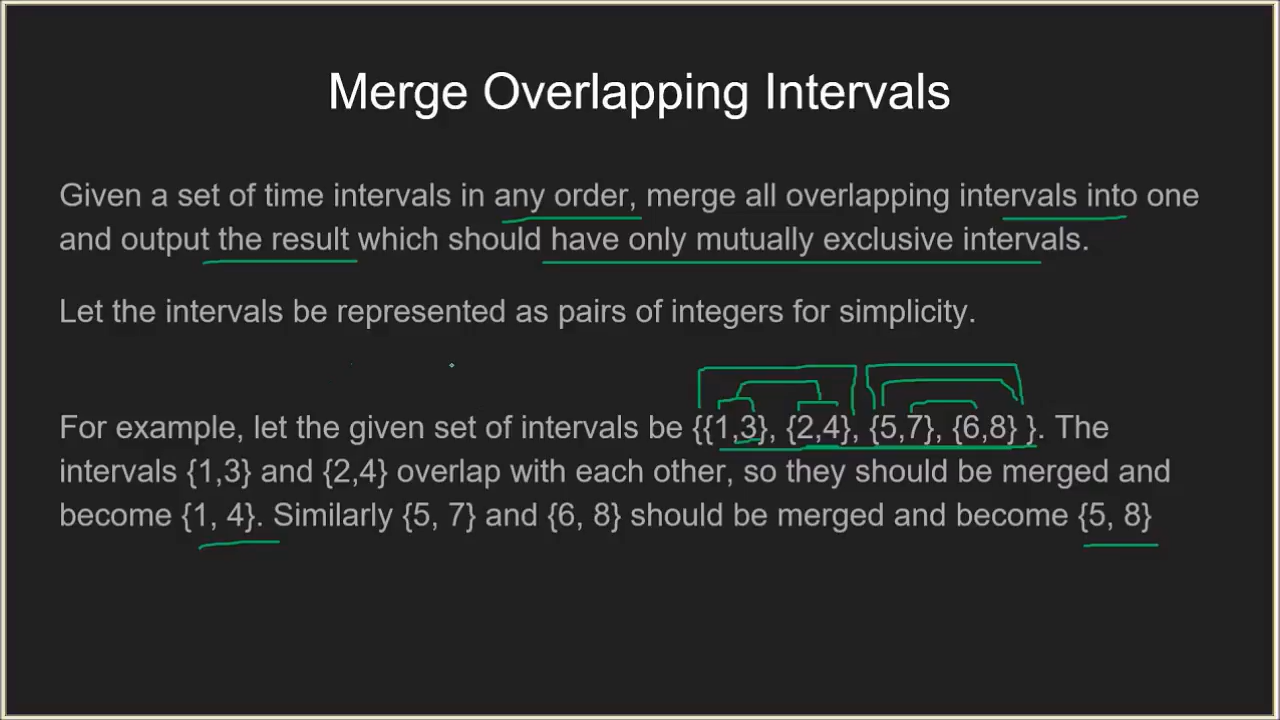 Merge Overlapping Intervals
Given a set of time intervals in any order, merge all overlapping intervals into one
and output the result which should have only mutually exclusive intervals.
Let the intervals be represented as pairs of integers for simplicity.
For example, let the given set of intervals be {{1,3}, {2,4}, {5,7}, {6,8} }. The
intervals {1,3} and {2,4} overlap with each other, so they should be merged and
become {1, 4}. Similarly {5, 7} and {6, 8} should be merged and become {5, 8}